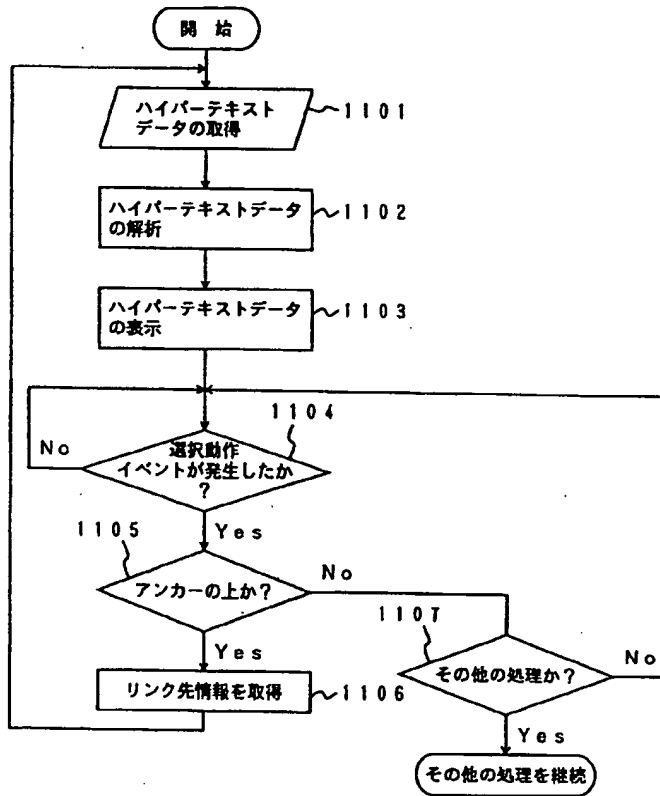 開 始
ハイパーテキスト
データの取得
1101
ハイパーテキストデータ
の解析
1102
ハイパーテキストデータ
の表示
1103
1104
No
選択動作
イベントが発生したか
?
Yes
1105
アンカーの上か?
No
Yes
1107
その他の処理か?
No
リンク先情報を取得
1106
Yes
その他の処理を継続